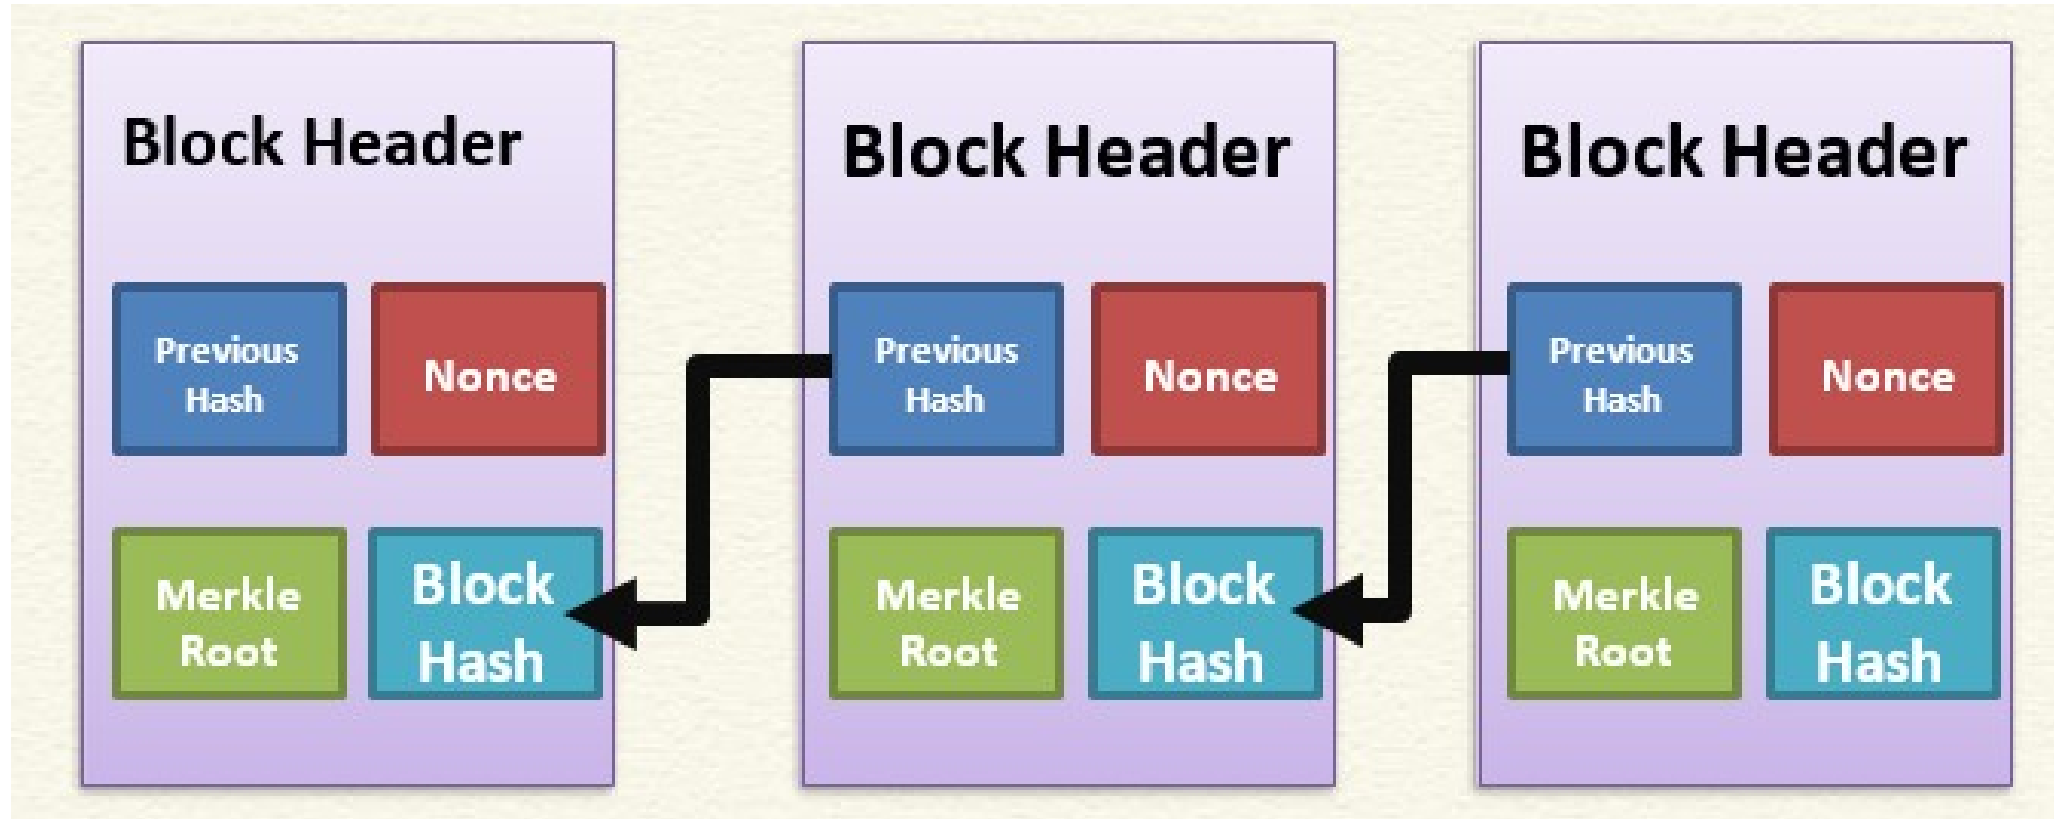 Block Header
Previous
Hash
Nonce
Merkle
Root
Block
Hash
Block Header
Previous
Hash
Nonce
Merkle
Root
Block
Hash
Block Header
Previous
Hash
Nonce
Merkle
Root
Block
Hash